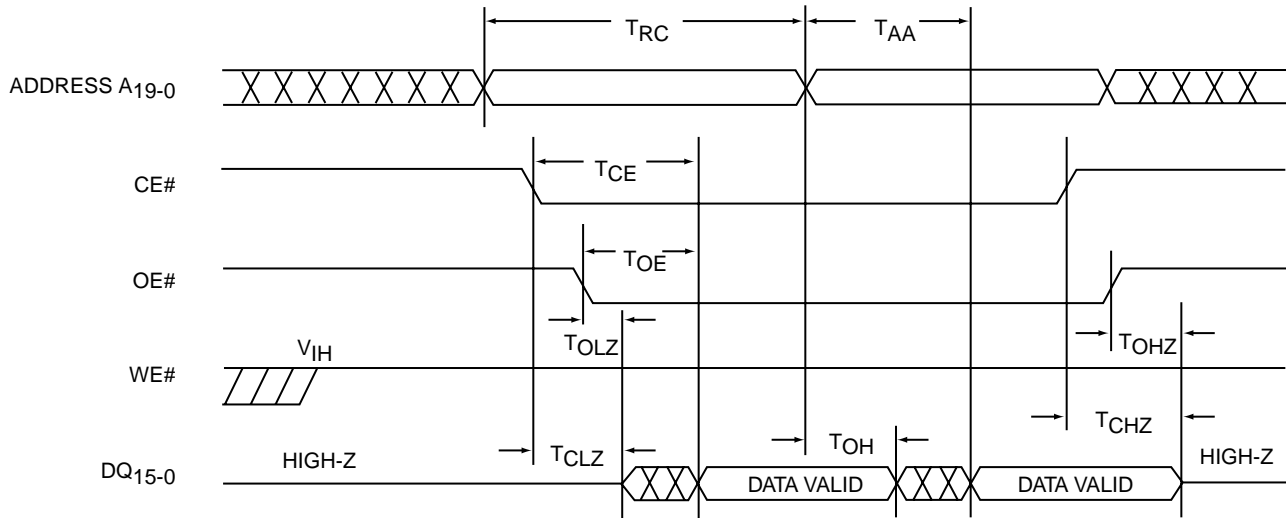 TRC
TAA
ADDRESS A19-0
TCE
CE#
TOE
OE#
TOLZ
TOHZ
VIH
WE#
TCLZ
TOH
TCHZ
HIGH-Z
HIGH-Z
DQ15-0
DATA VALID
DATA VALID